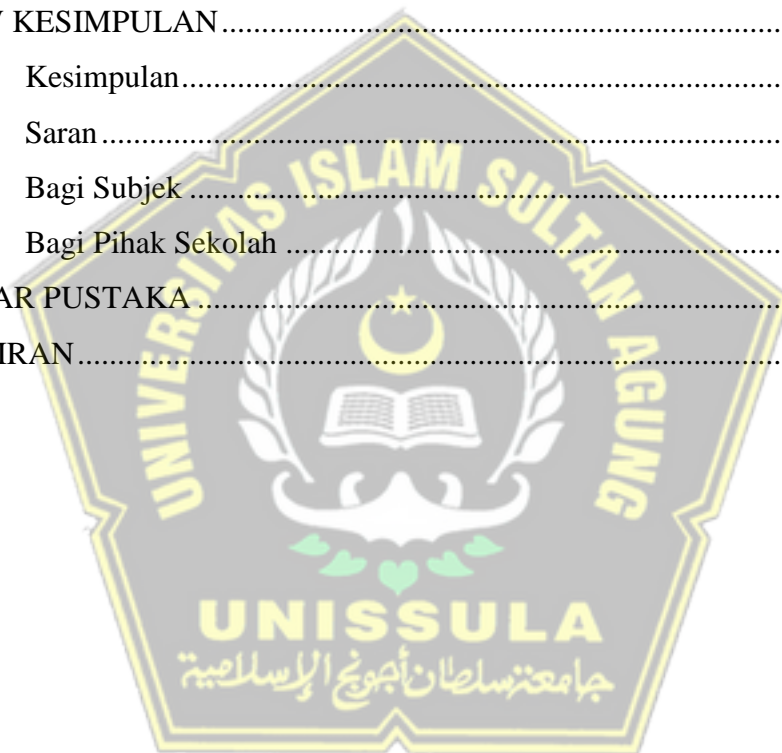 KESIMPULAN............................................................................
Kesimpulan.................................................................................
Saran...........................................................................................
Bagi Subjek ................................................................................
Bagi Pihak Sekolah ....................................................................
AR PUSTAKA ..............................................................................
IRAN.............................................................................................
UNIVERSITAS ISLAM SULTAN AGUNG
UNISSULA
جامعة سلطان أجونج الإسلامية